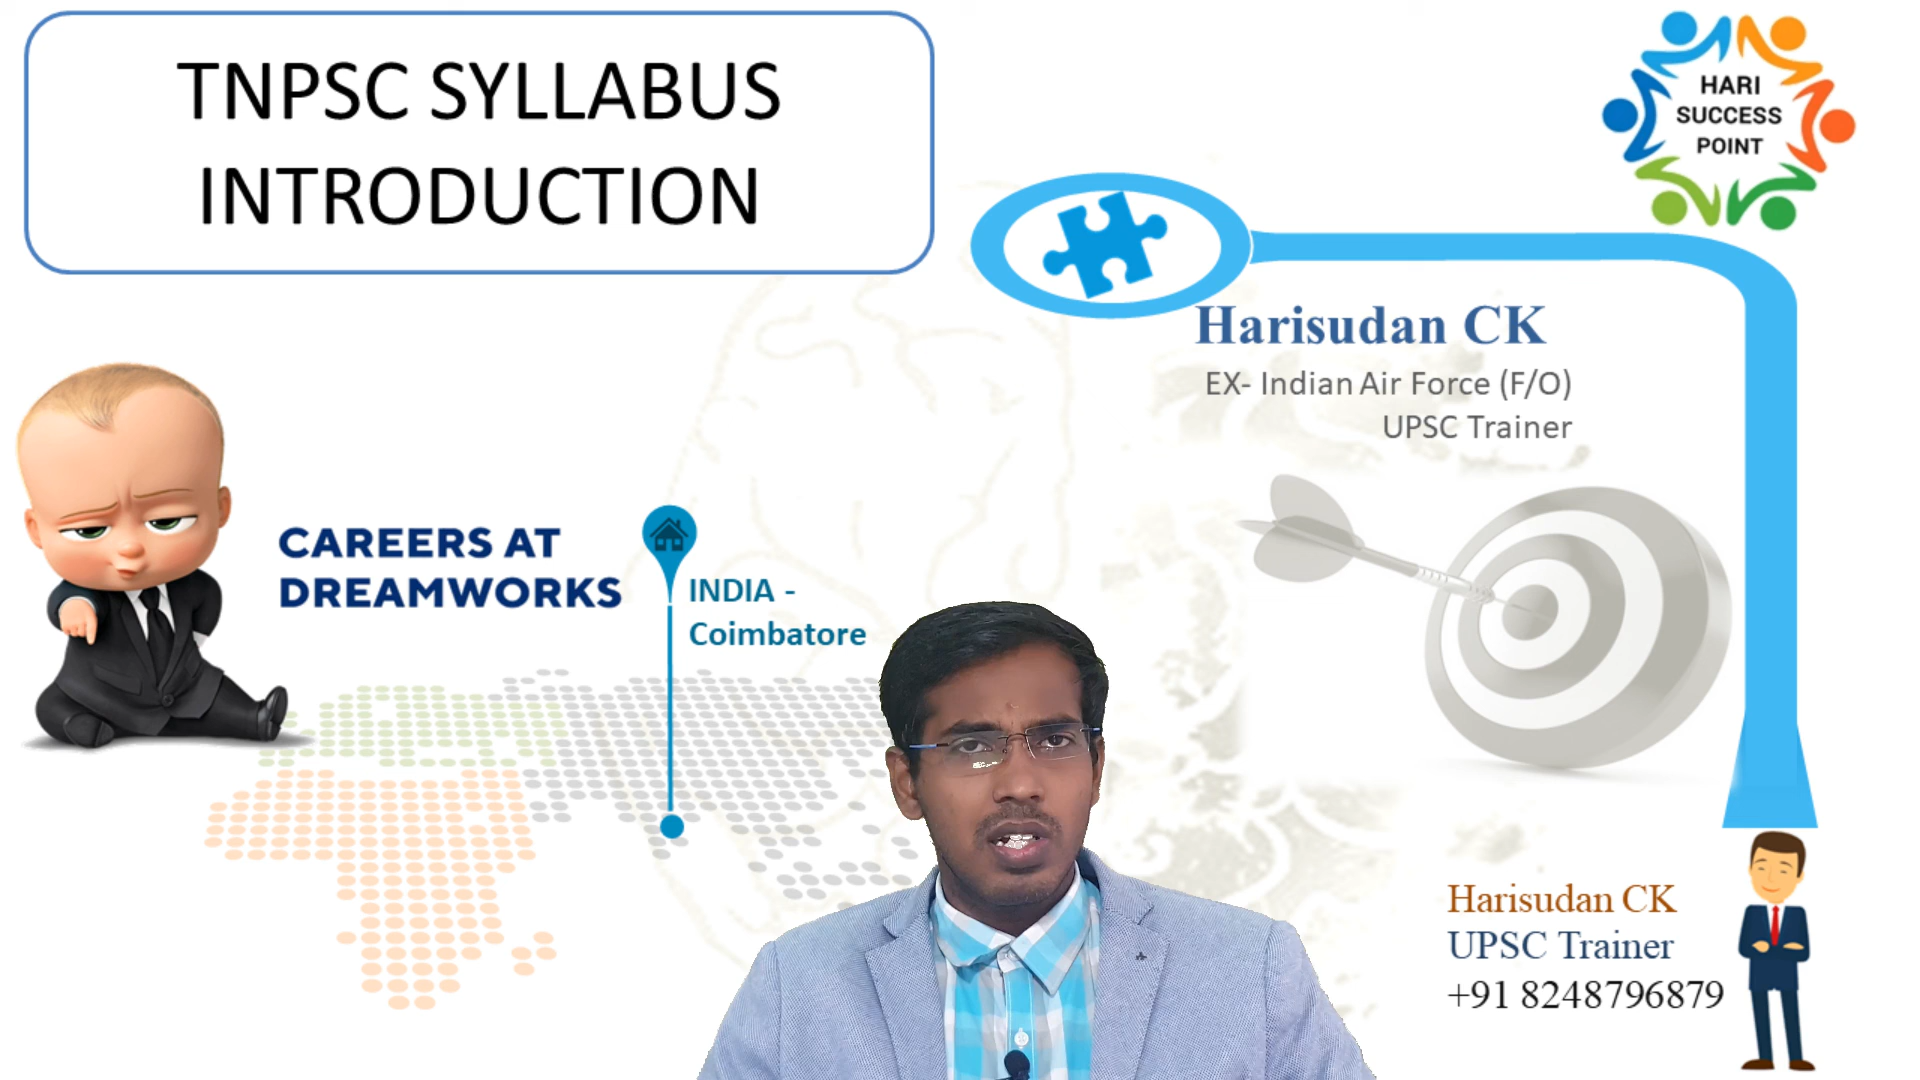 TNPSC SYLLABUS
INTRODUCTION
HARI
SUCCESS
POINT
Harisudan CK
EX- Indian Air Force (F/O)
UPSC Trainer
CAREERS AT
DREAMWORKS
INDIA -
Coimbatore
Harisudan CK
UPSC Trainer
+91 8248796879